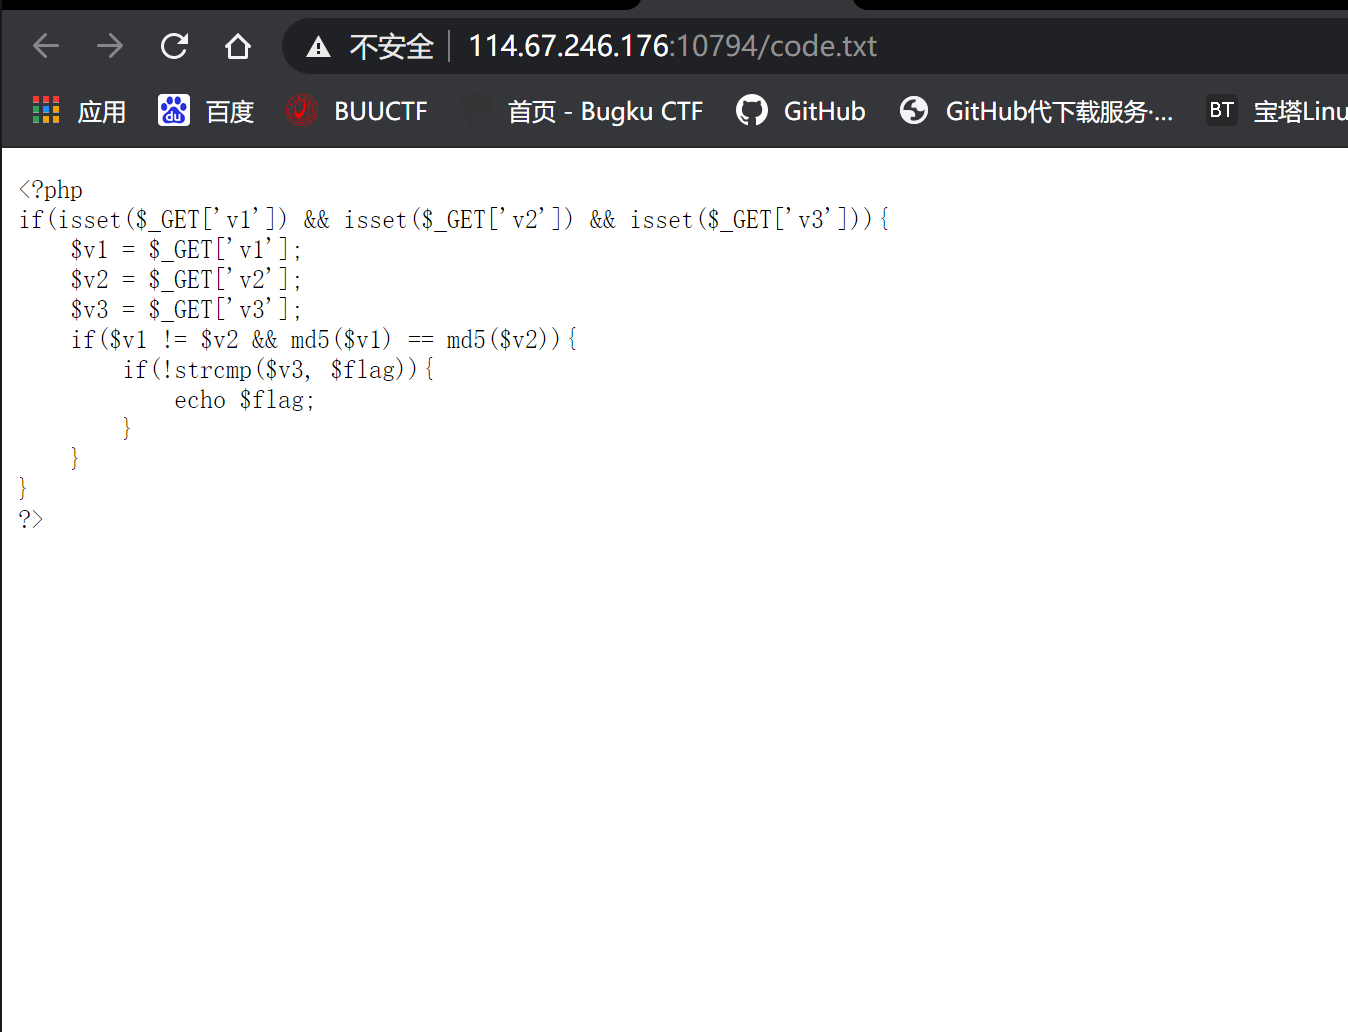 不安全 114.67.246.176:10794/code.txt
应用 百度 BUUCTF 首页 - Bugku CTF GitHub GitHub代下载服务·... BT 宝塔Linu
<?php
if(isset($_GET['v1']) && isset($_GET['v2']) && isset($_GET['v3'])){
    $v1 = $_GET['v1'];
    $v2 = $_GET['v2'];
    $v3 = $_GET['v3'];
    if($v1 != $v2 && md5($v1) == md5($v2)){
        if(!strcmp($v3, $flag)){
            echo $flag;
        }
    }
}
?>